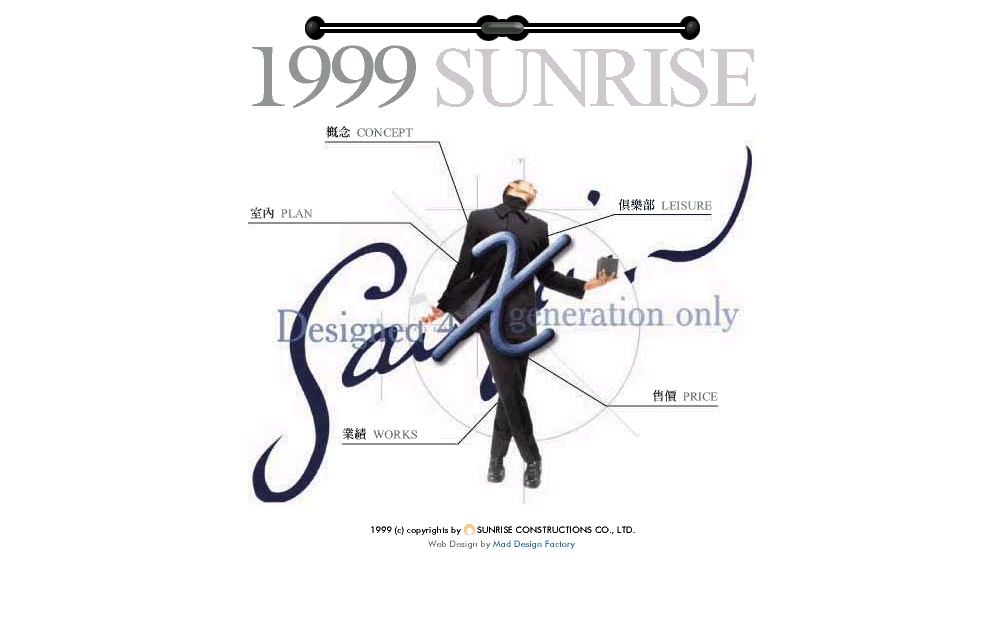 1999 SUNRISE
概念 CONCEPT
室內 PLAN
俱樂部 LEISURE
Designed 4 X generation only
售價 PRICE
業績 WORKS
1999 (c) copyrights by SUNRISE CONSTRUCTIONS CO., LTD.
Web Design by Mad Design Factory